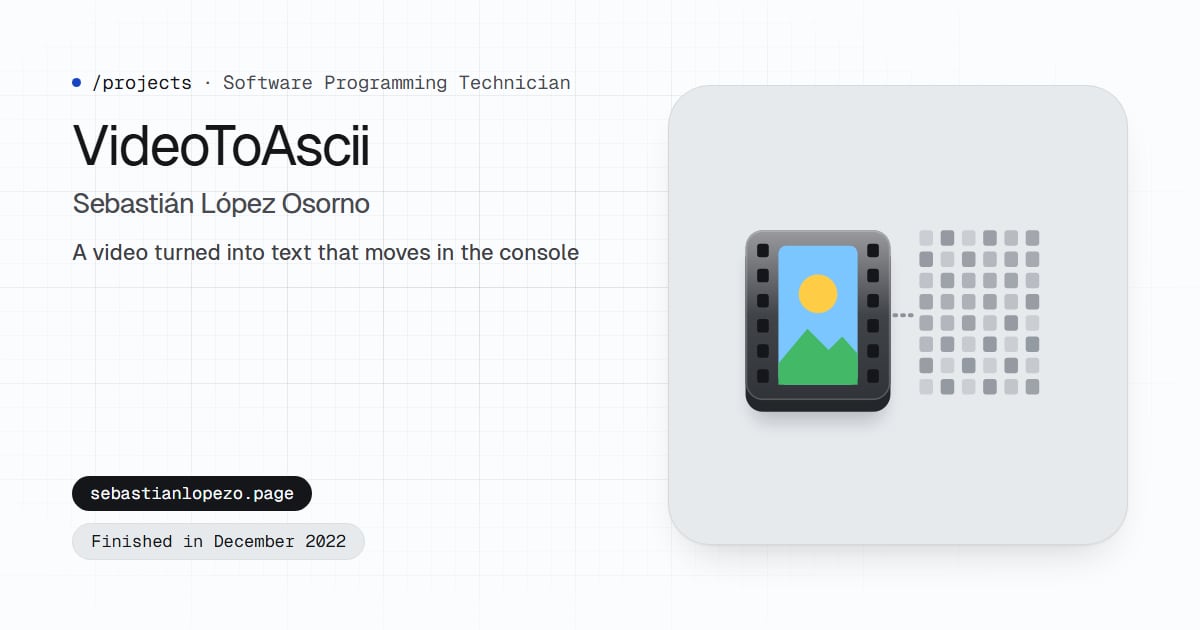 /projects · Software Programming Technician
VideoToAscii
Sebastián López Osorno
A video turned into text that moves in the console
sebastianlopezo.page
Finished in December 2022